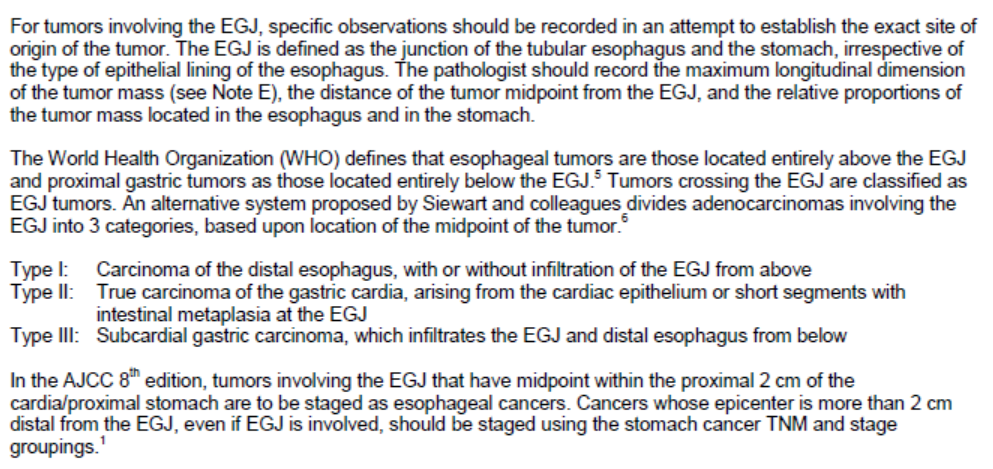 For tumors involving the EGJ, specific observations should be recorded in an attempt to establish the exact site of
origin of the tumor. The EGJ is defined as the junction of the tubular esophagus and the stomach, irrespective of
the type of epithelial lining of the esophagus. The pathologist should record the maximum longitudinal dimension
of the tumor mass (see Note E), the distance of the tumor midpoint from the EGJ, and the relative proportions of
the tumor mass located in the esophagus and in the stomach.
The World Health Organization (WHO) defines that esophageal tumors are those located entirely above the EGJ
and proximal gastric tumors as those located entirely below the EGJ.⁵ Tumors crossing the EGJ are classified as
EGJ tumors. An alternative system proposed by Siewart and colleagues divides adenocarcinomas involving the
EGJ into 3 categories, based upon location of the midpoint of the tumor.⁶
Type I: Carcinoma of the distal esophagus, with or without infiltration of the EGJ from above
Type II: True carcinoma of the gastric cardia, arising from the cardiac epithelium or short segments with
intestinal metaplasia at the EGJ
Type III: Subcardial gastric carcinoma, which infiltrates the EGJ and distal esophagus from below
In the AJCC 8th edition, tumors involving the EGJ that have midpoint within the proximal 2 cm of the
cardia/proximal stomach are to be staged as esophageal cancers. Cancers whose epicenter is more than 2 cm
distal from the EGJ, even if EGJ is involved, should be staged using the stomach cancer TNM and stage
groupings.¹